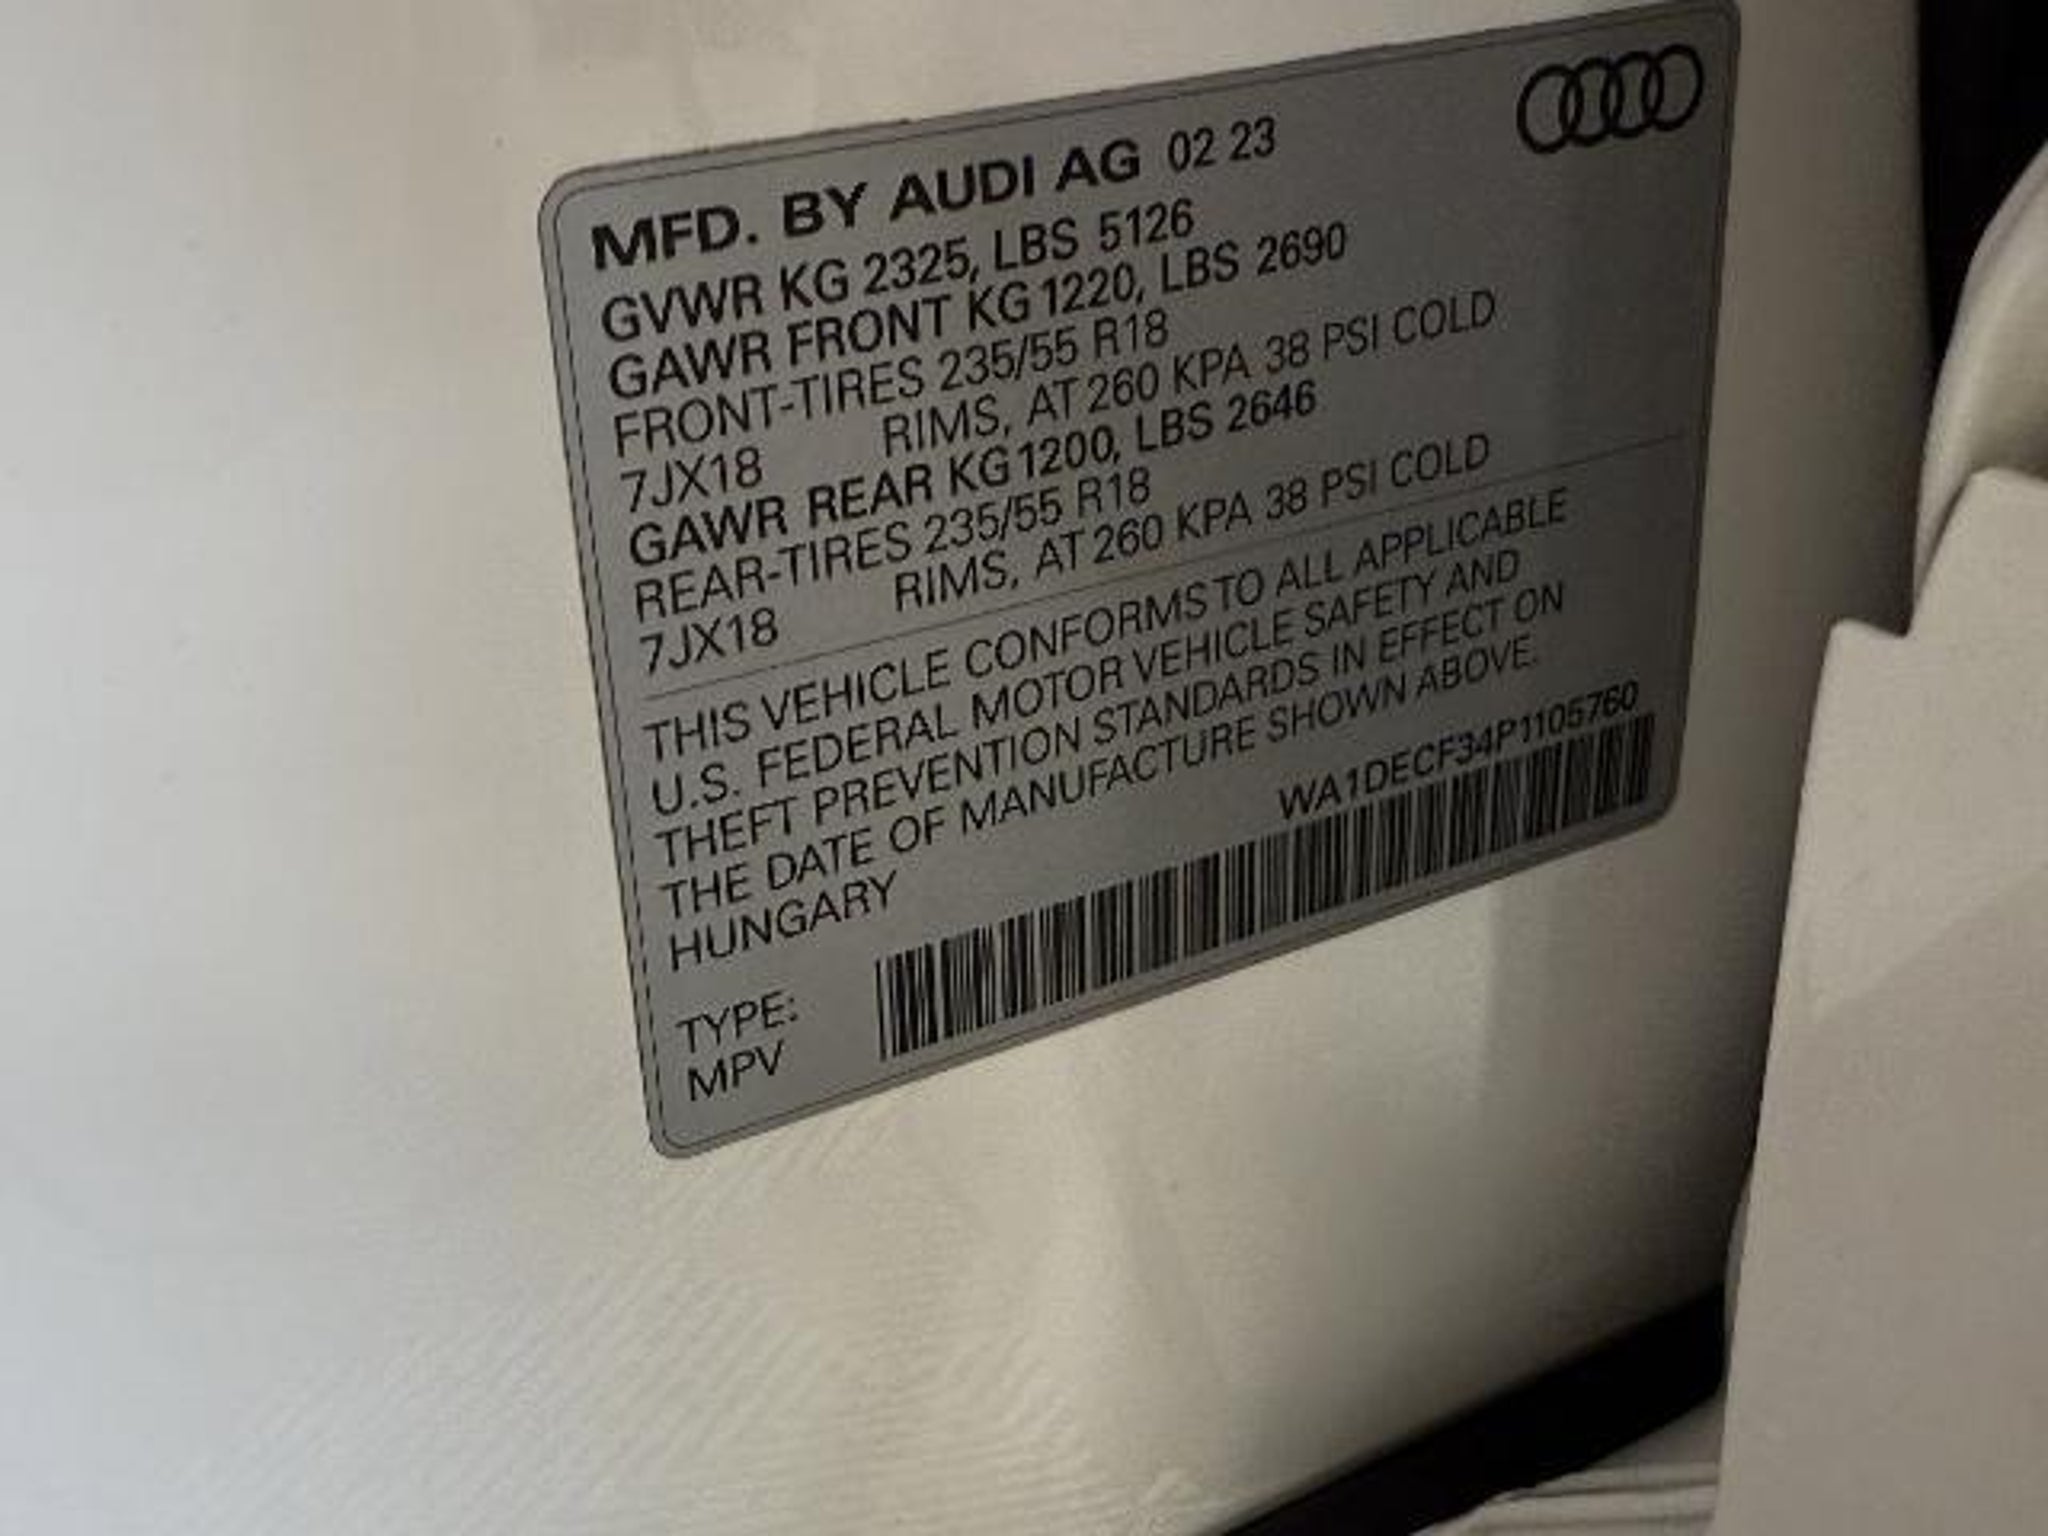 MFD. BY AUDI AG 02 23
GVWR KG 2325, LBS 5126
GAWR FRONT KG 1220, LBS 2690
FRONT-TIRES 235/55 R18
7JX18 RIMS, AT 260 KPA 38 PSI COLD
GAWR REAR KG 1200, LBS 2646
REAR-TIRES 235/55 R18
7JX18 RIMS, AT 260 KPA 38 PSI COLD
THIS VEHICLE CONFORMS TO ALL APPLICABLE
U.S. FEDERAL MOTOR VEHICLE SAFETY AND
THEFT PREVENTION STANDARDS IN EFFECT ON
THE DATE OF MANUFACTURE SHOWN ABOVE.
HUNGARY
WA1DECF34P1105760
TYPE:
MPV